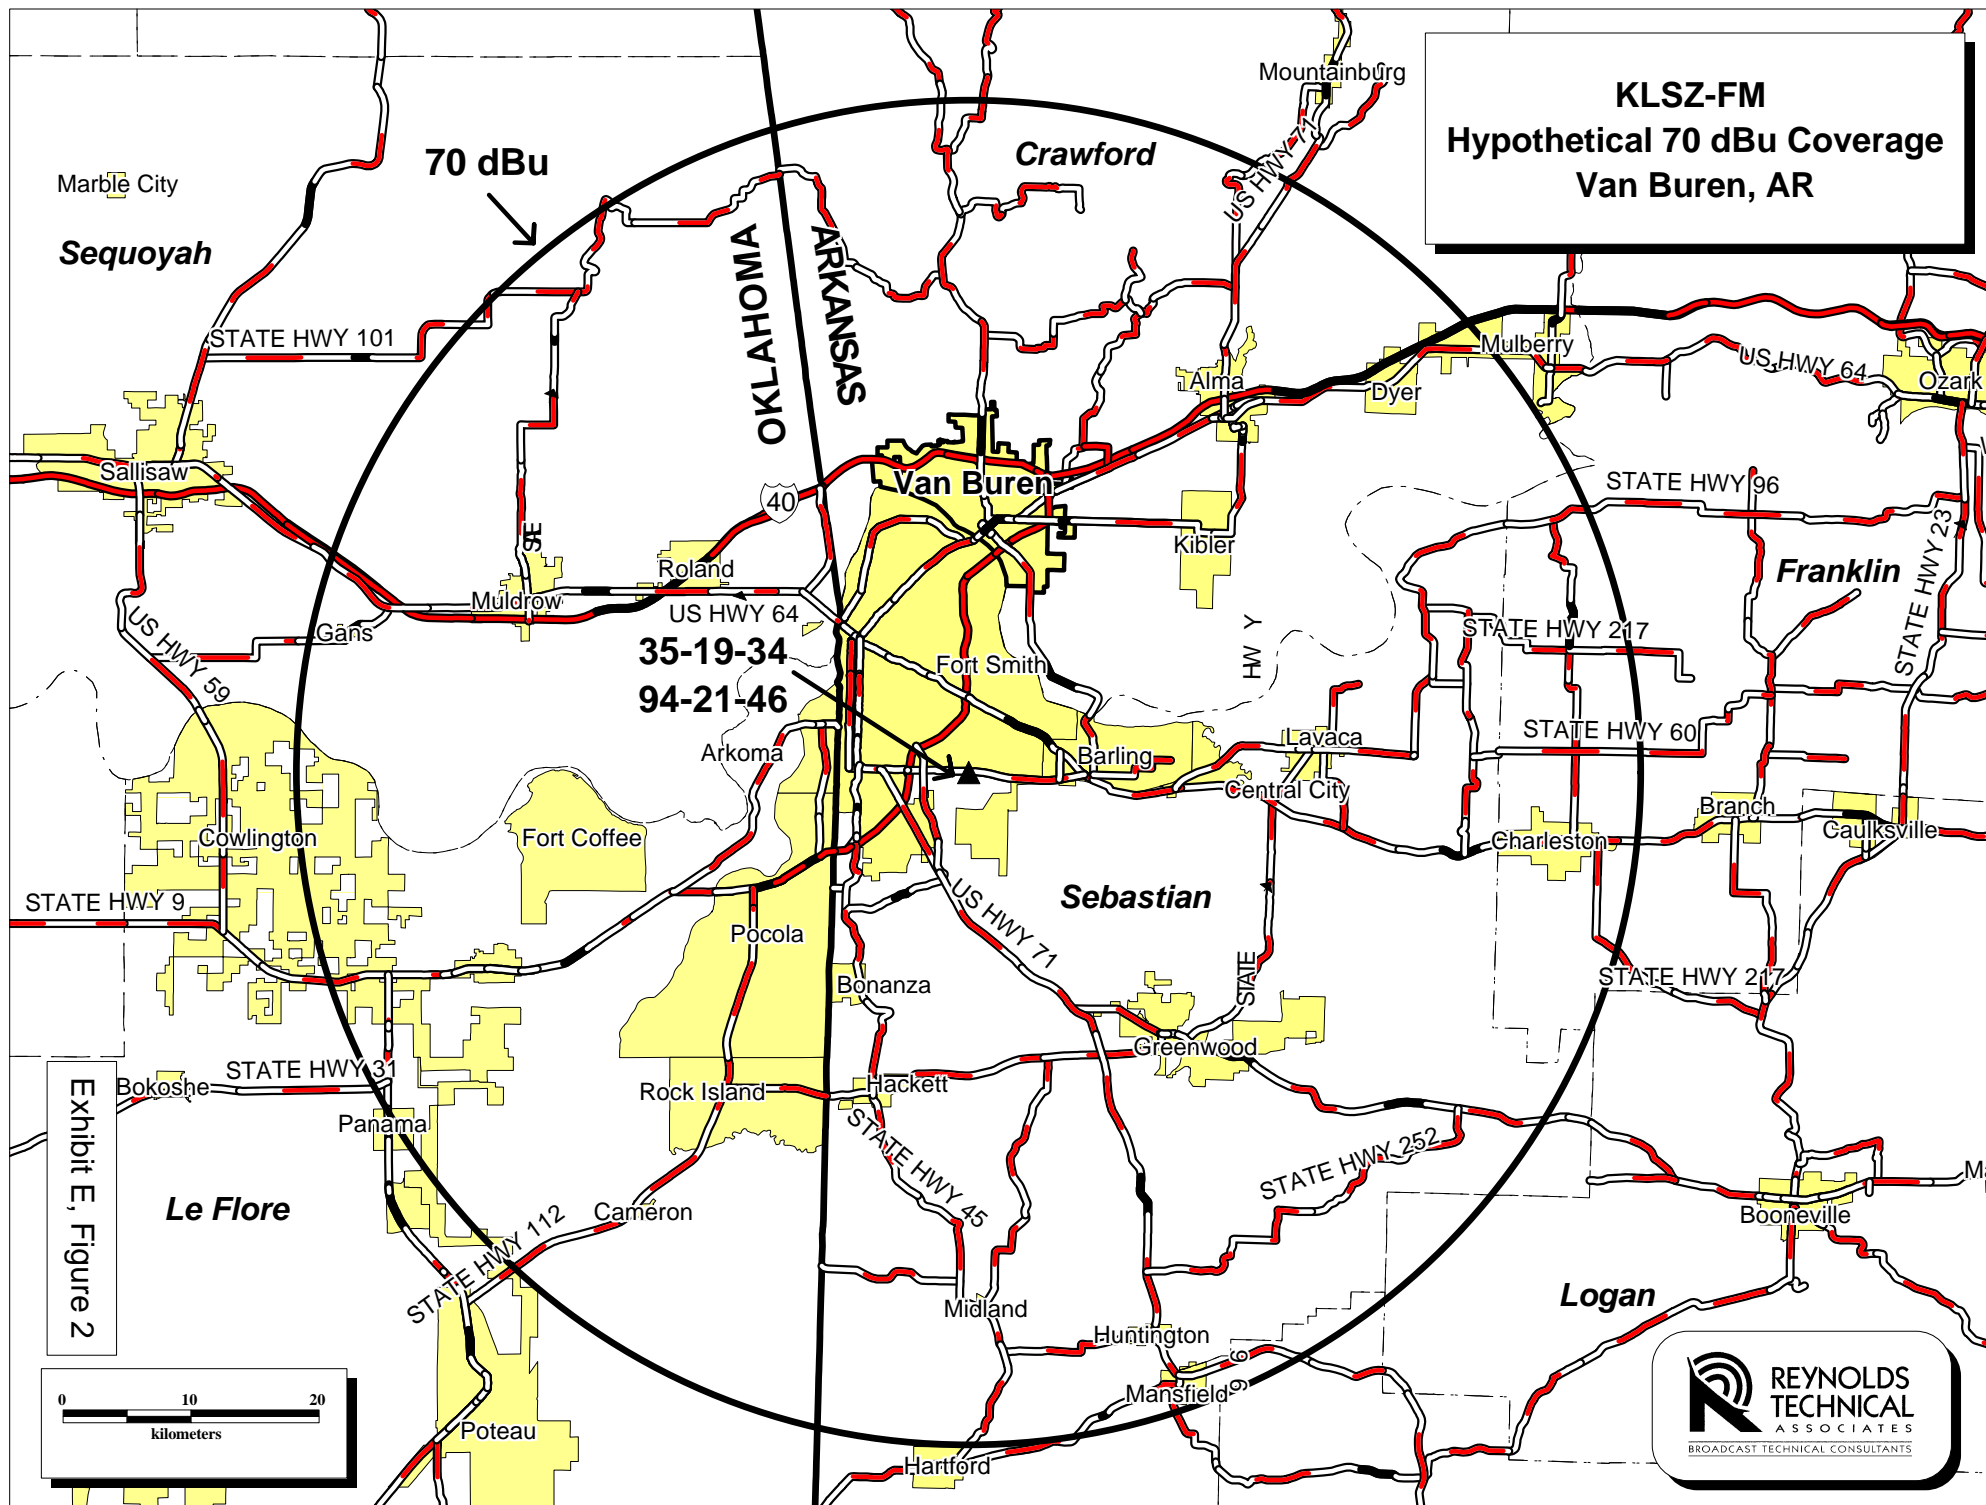 KLSZ-FM
Hypothetical 70 dBu Coverage
Van Buren, AR
Mountainburg
US HWY 71
Crawford
70 dBu
Marble City
Sequoyah
OKLAHOMA
ARKANSAS
STATE HWY 101
Mulberry
US HWY 64
Ozark
Alma
Dyer
Sallisaw
Van Buren
40
STATE HWY 96
STATE HWY 23
Kibler
Franklin
Roland
Muldrow
US HWY 64
Gans
US HWY 59
STATE HWY 217
35-19-34
94-21-46
Fort Smith
HW Y
STATE HWY 60
Arkoma
Barling
Lavaca
Central City
Branch
Caulksville
Charleston
Cowlington
Fort Coffee
STATE HWY 9
Sebastian
US HWY 71
Pocola
Bonanza
STATE
STATE HWY 217
Greenwood
STATE HWY 31
Bokoshe
Rock Island
Hackett
Panama
STATE HWY 45
STATE HWY 252
Le Flore
Cameron
STATE HWY 112
Booneville
Ma
Logan
Midland
Huntington
Mansfield
96
Poteau
Hartford
Exhibit E, Figure 2
0 10 20
kilometers
REYNOLDS
TECHNICAL
ASSOCIATES
BROADCAST TECHNICAL CONSULTANTS